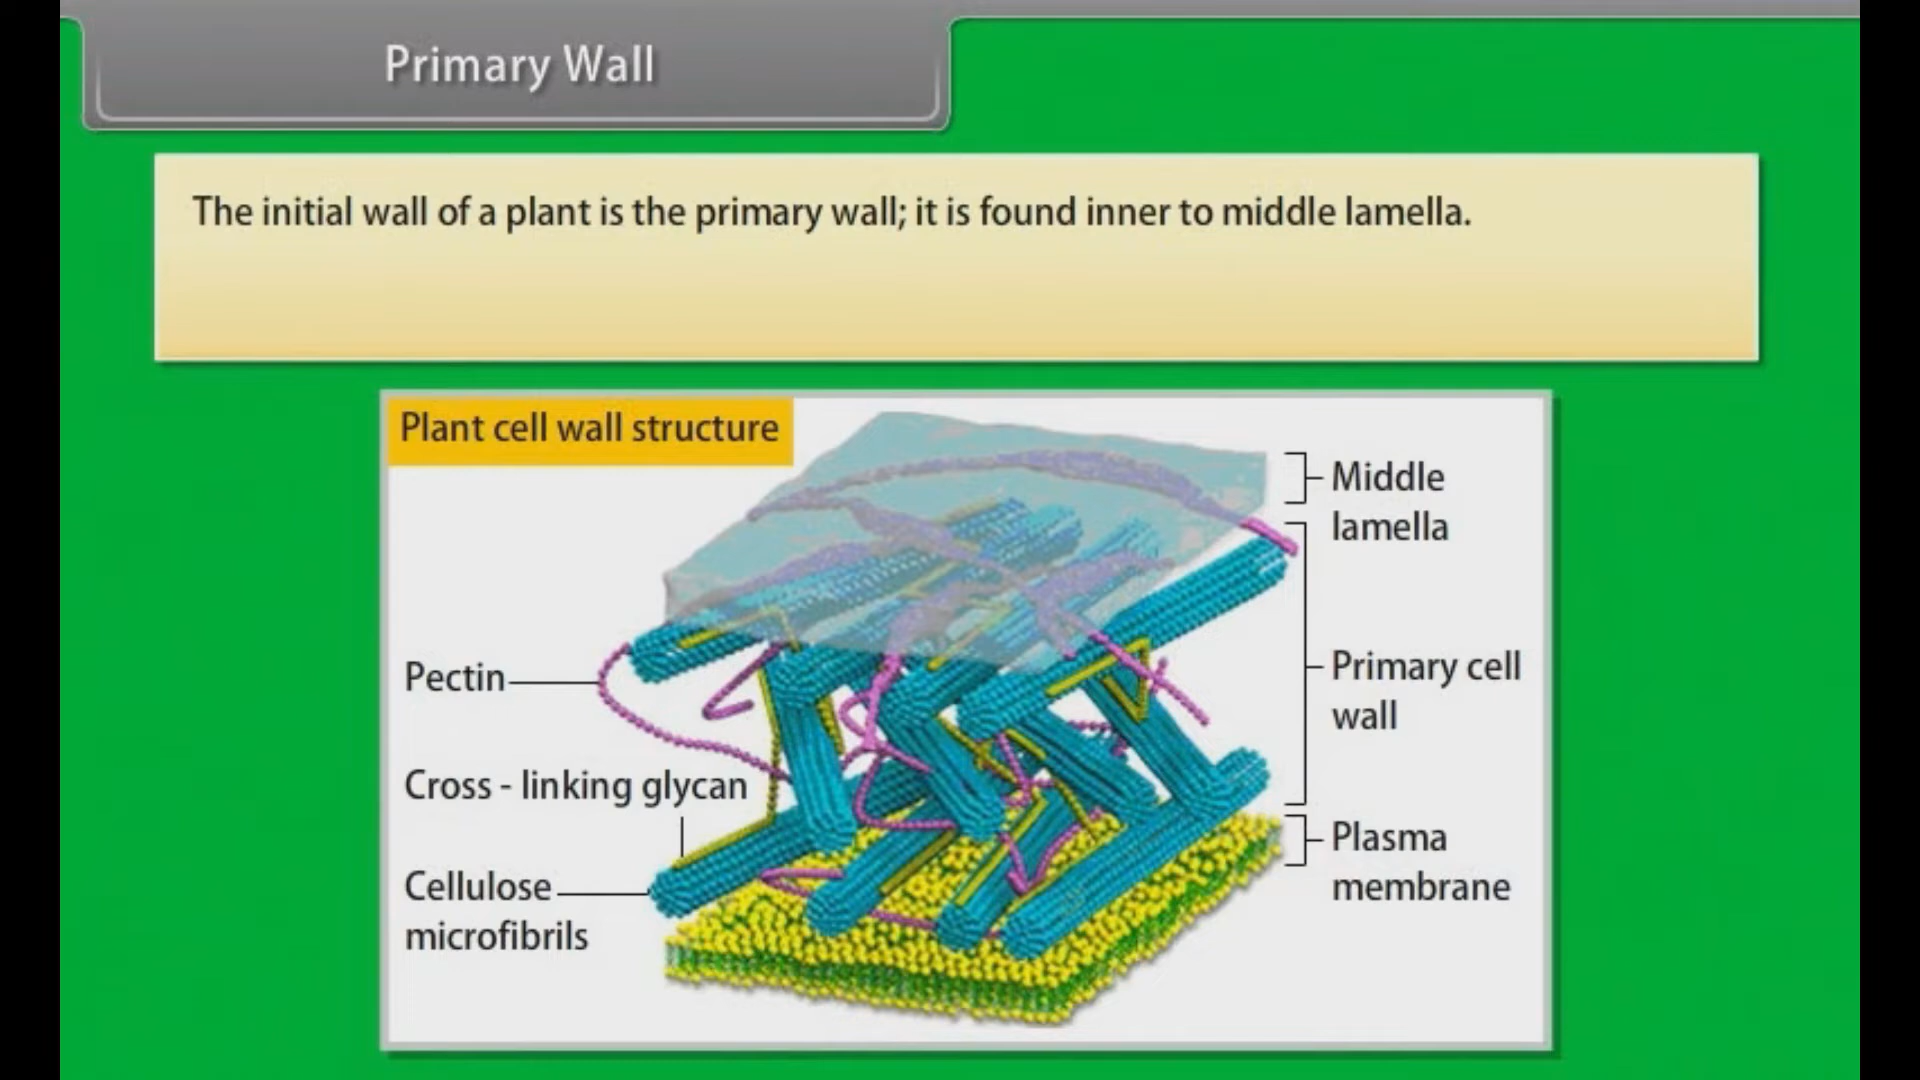 Primary Wall
The initial wall of a plant is the primary wall; it is found inner to middle lamella.
Plant cell wall structure
Middle
lamella
Pectin
Primary cell
wall
Cross - linking glycan
Plasma
membrane
Cellulose
microfibrils